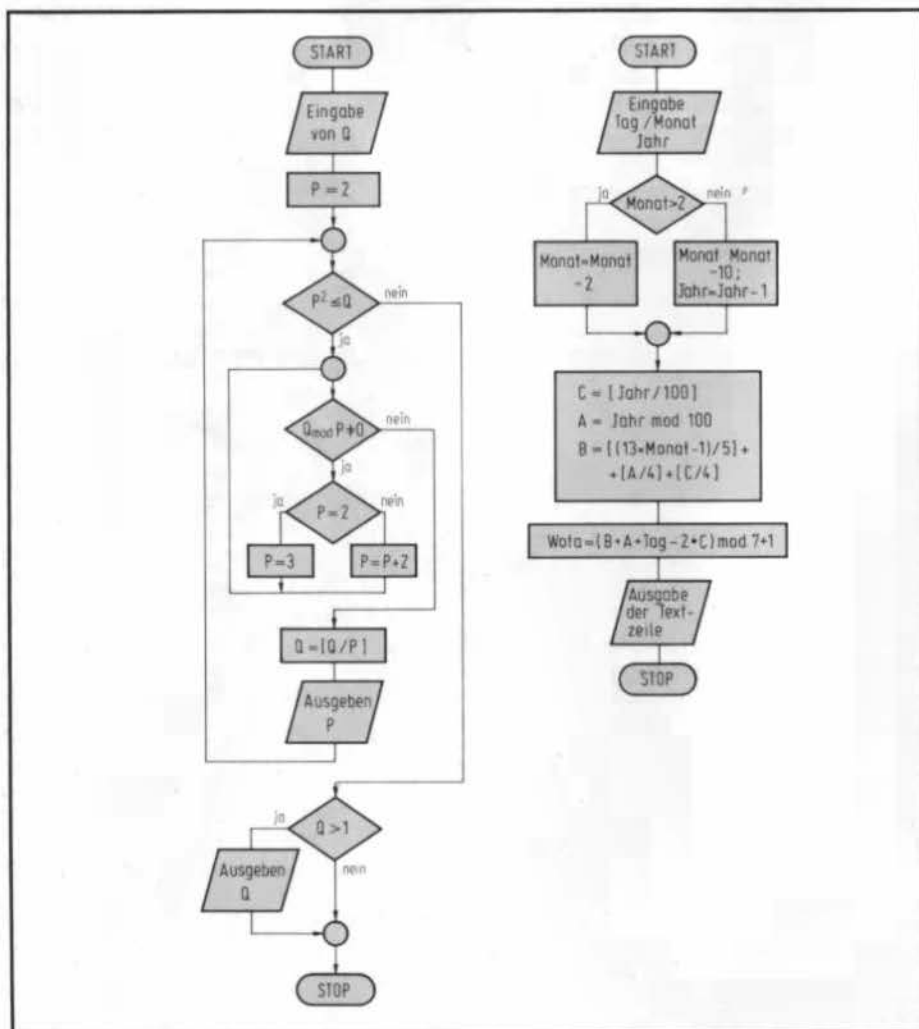 START
Eingabe
von Q
P = 2
P² ≤ Q
nein
ja
Q mod P ≠ 0
nein
ja
P = 2
ja
nein
P = 3
P = P+2
Q = [Q/P]
Ausgeben
P
Q > 1
ja
nein
Ausgeben
Q
STOP
START
Eingabe
Tag / Monat
Jahr
Monat>2
ja
nein
Monat=Monat
-2
Monat Monat
-10;
Jahr=Jahr-1
C = [Jahr/100]
A = Jahr mod 100
B = [(13*Monat-1)/5] +
+ [A/4] + [C/4]
Wota=(B+A+Tag-2*C) mod 7+1
Ausgabe
der Text-
zeile
STOP